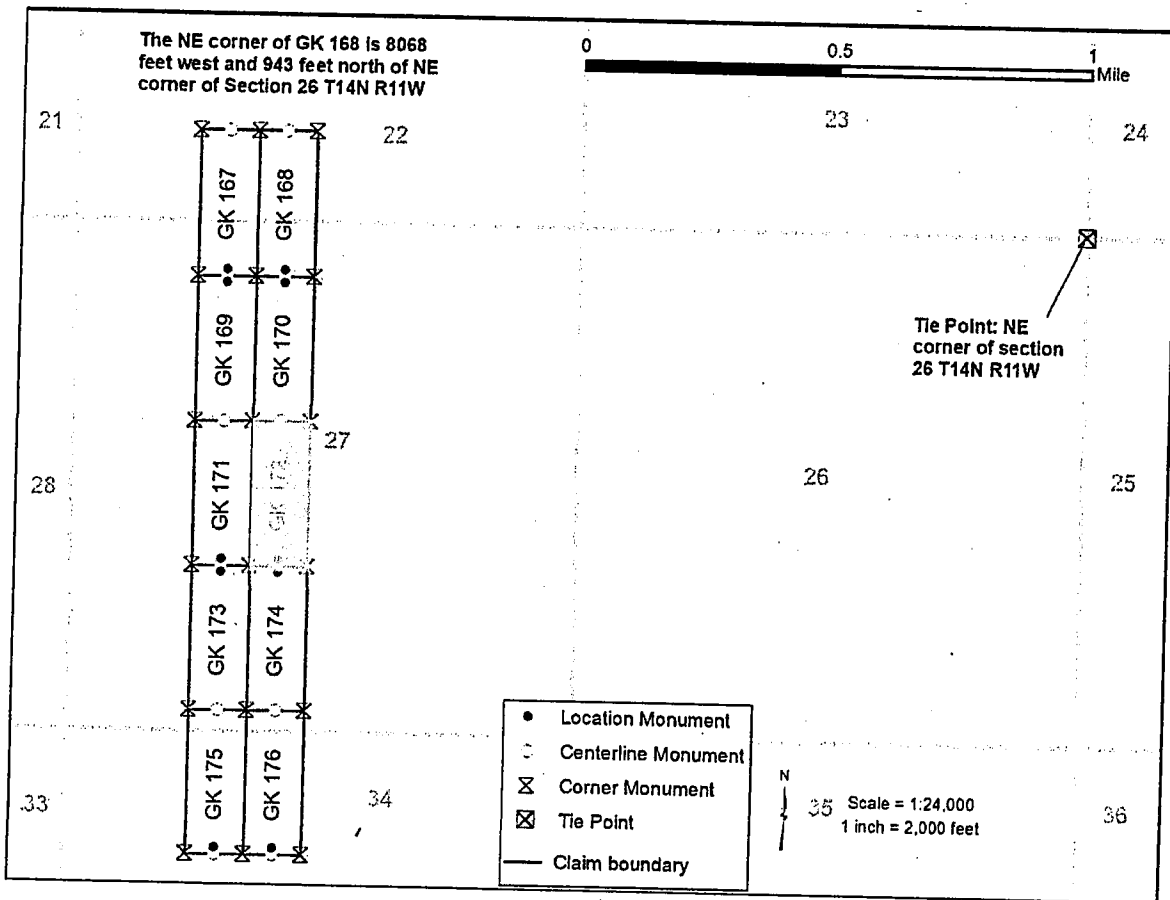 The NE corner of GK 168 is 8068
feet west and 943 feet north of NE
corner of Section 26 T14N R11W
0 0.5 1
Mile
21 22 23 24
GK 167 GK 168
Tie Point: NE
corner of section
26 T14N R11W
GK 169 GK 170
27
28 26 25
GK 171 GK 172
GK 173 GK 174
Location Monument
Centerline Monument
Corner Monument
Tie Point
Claim boundary
N
Scale = 1:24,000
1 inch = 2,000 feet
GK 175 GK 176
33 34 35 36